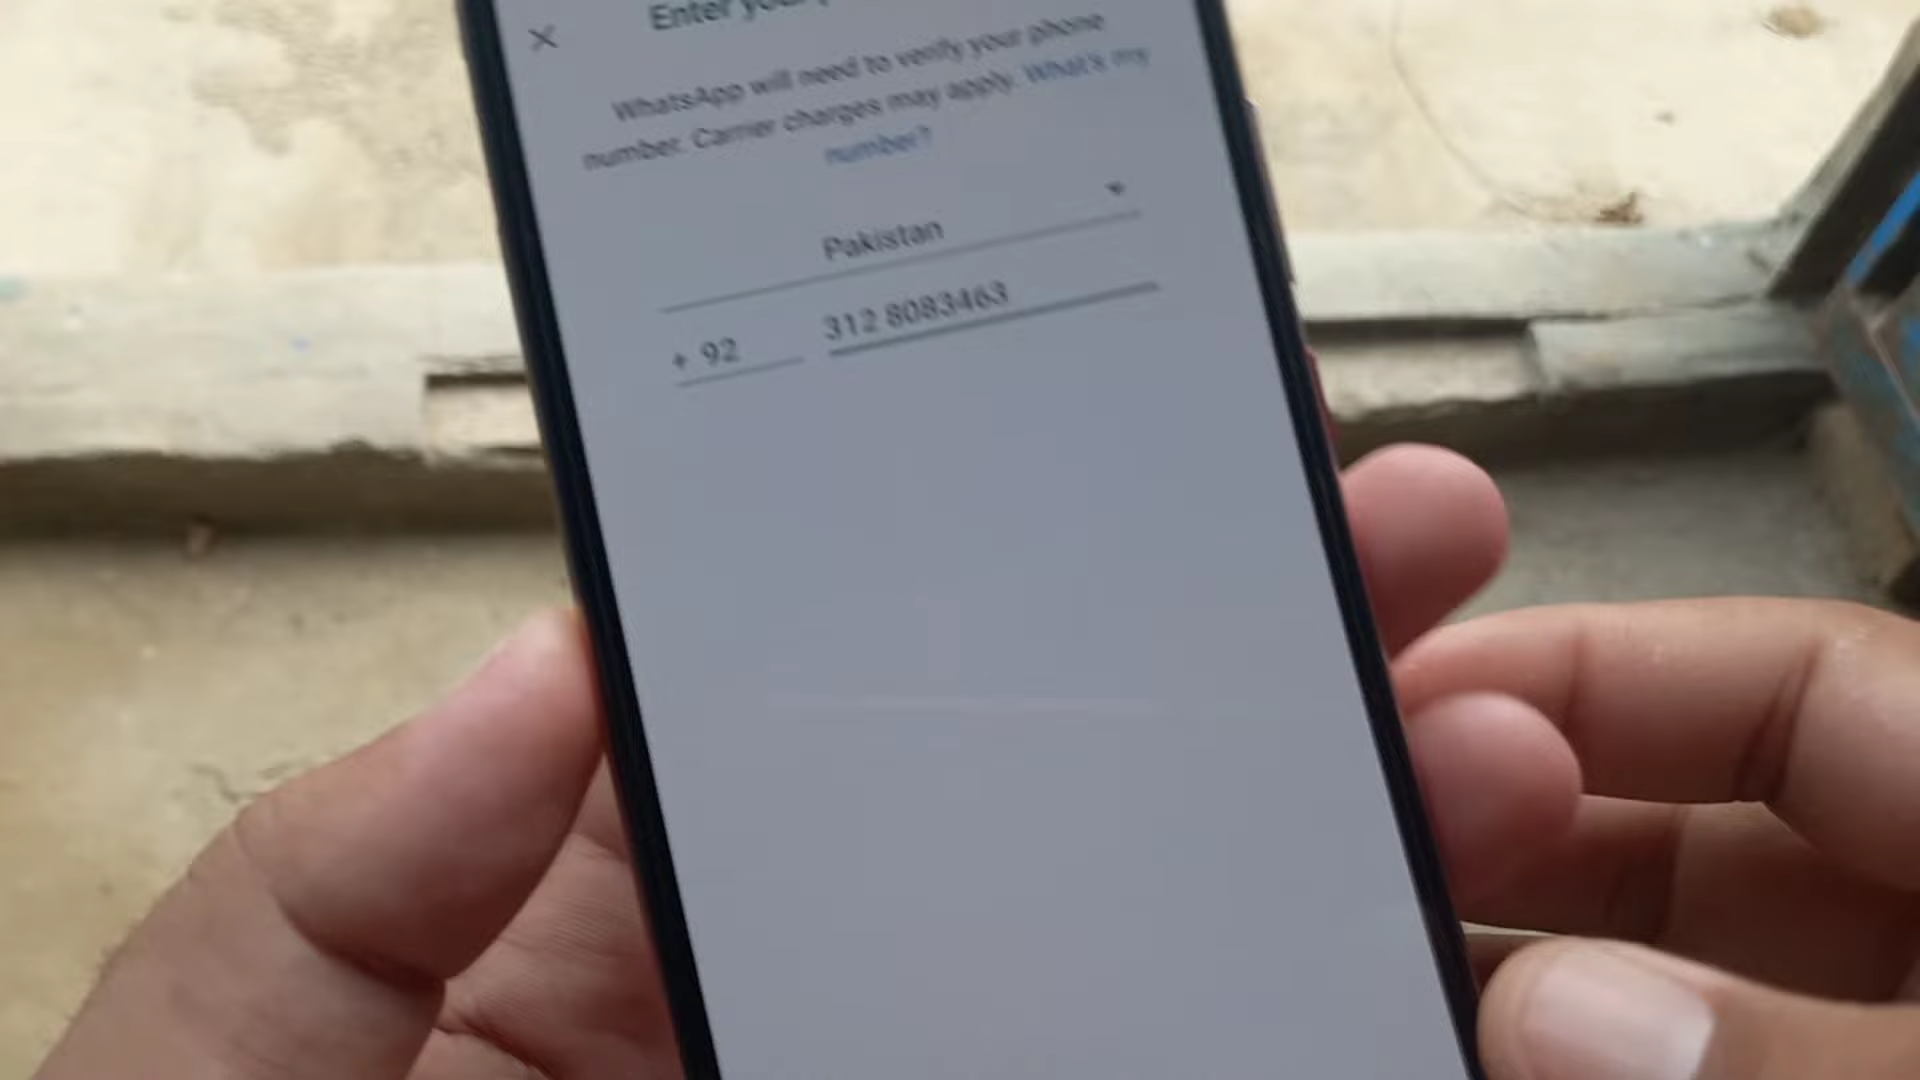 Enter your
WhatsApp will need to verify your phone
number. Carrier charges may apply. What's my
number?
Pakistan
+ 92 312 8083463